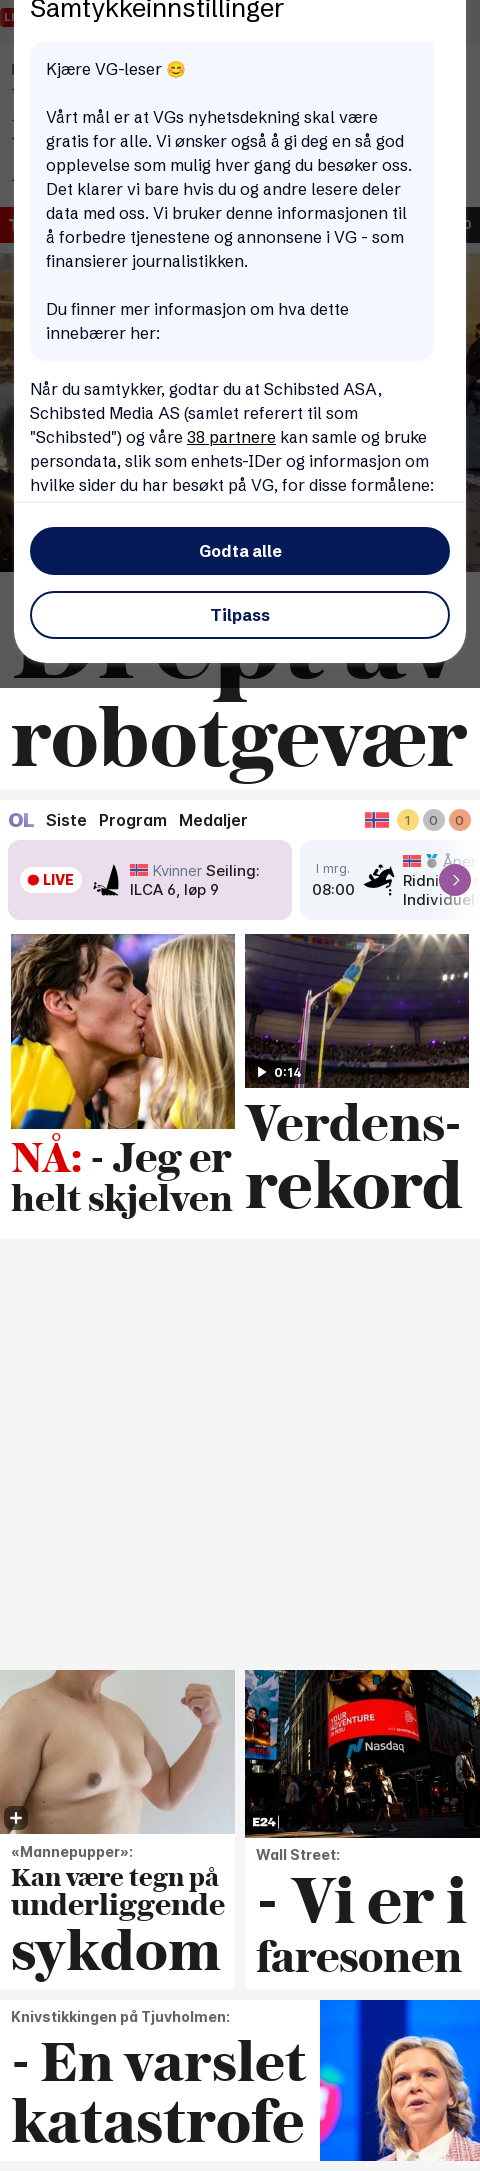 Samtykkeinnstillinger
Kjære VG-leser 😊
Vårt mål er at VGs nyhetsdekning skal være
gratis for alle. Vi ønsker også å gi deg en så god
opplevelse som mulig hver gang du besøker oss.
Det klarer vi bare hvis du og andre lesere deler
data med oss. Vi bruker denne informasjonen til
å forbedre tjenestene og annonsene i VG - som
finansierer journalistikken.
Du finner mer informasjon om hva dette
innebærer her:
Når du samtykker, godtar du at Schibsted ASA,
Schibsted Media AS (samlet referert til som
"Schibsted") og våre 38 partnere kan samle og bruke
persondata, slik som enhets-IDer og informasjon om
hvilke sider du har besøkt på VG, for disse formålene:
Godta alle
Tilpass
Drept av
robotgevær
OL Siste Program Medaljer 1 0 0
LIVE
Kvinner Seiling:
ILCA 6, løp 9
I mrg.
08:00
0:14
NÅ: - Jeg er
helt skjelven
Verdens-
rekord
YOUR
ADVENTURE
Nasdaq
NETFLIX
E24
«Mannepupper»:
Kan være tegn på
underliggende
sykdom
Wall Street:
- Vi er i
faresonen
Knivstikkingen på Tjuvholmen:
- En varslet
katastrofe